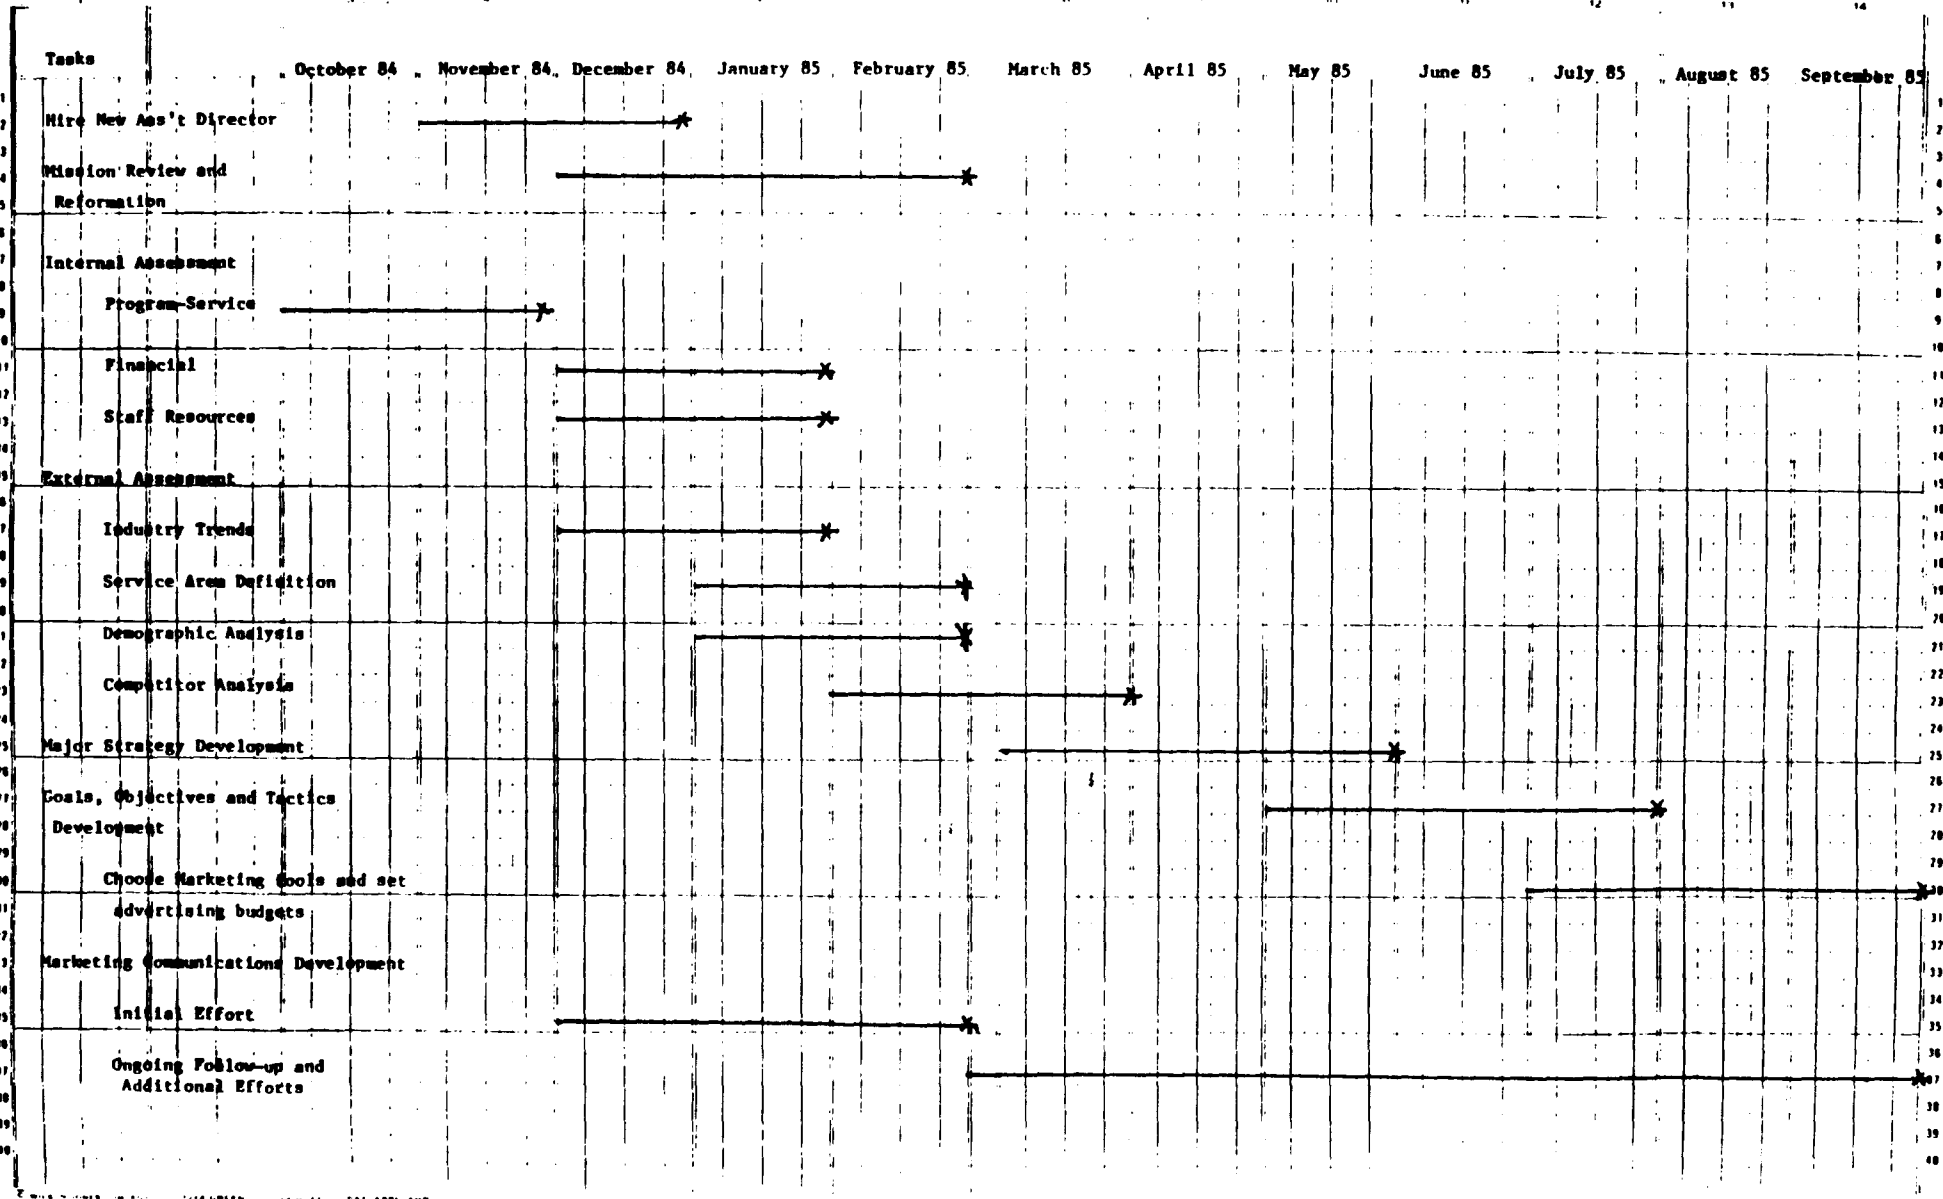 12 13 14
Tasks October 84 November 84 December 84 January 85 February 85 March 85 April 85 May 85 June 85 July 85 August 85 September 85
Hire New Ass't Director
Mission Review and
Reformation
Internal Assessment
Program-Service
Financial
Staff Resources
External Assessment
Industry Trends
Service Area Definition
Demographic Analysis
Competitor Analysis
Major Strategy Development
Goals, Objectives and Tactics
Development
Choose Marketing Tools and set
advertising budgets
Marketing Communications Development
Initial Effort
Ongoing Follow-up and
Additional Efforts